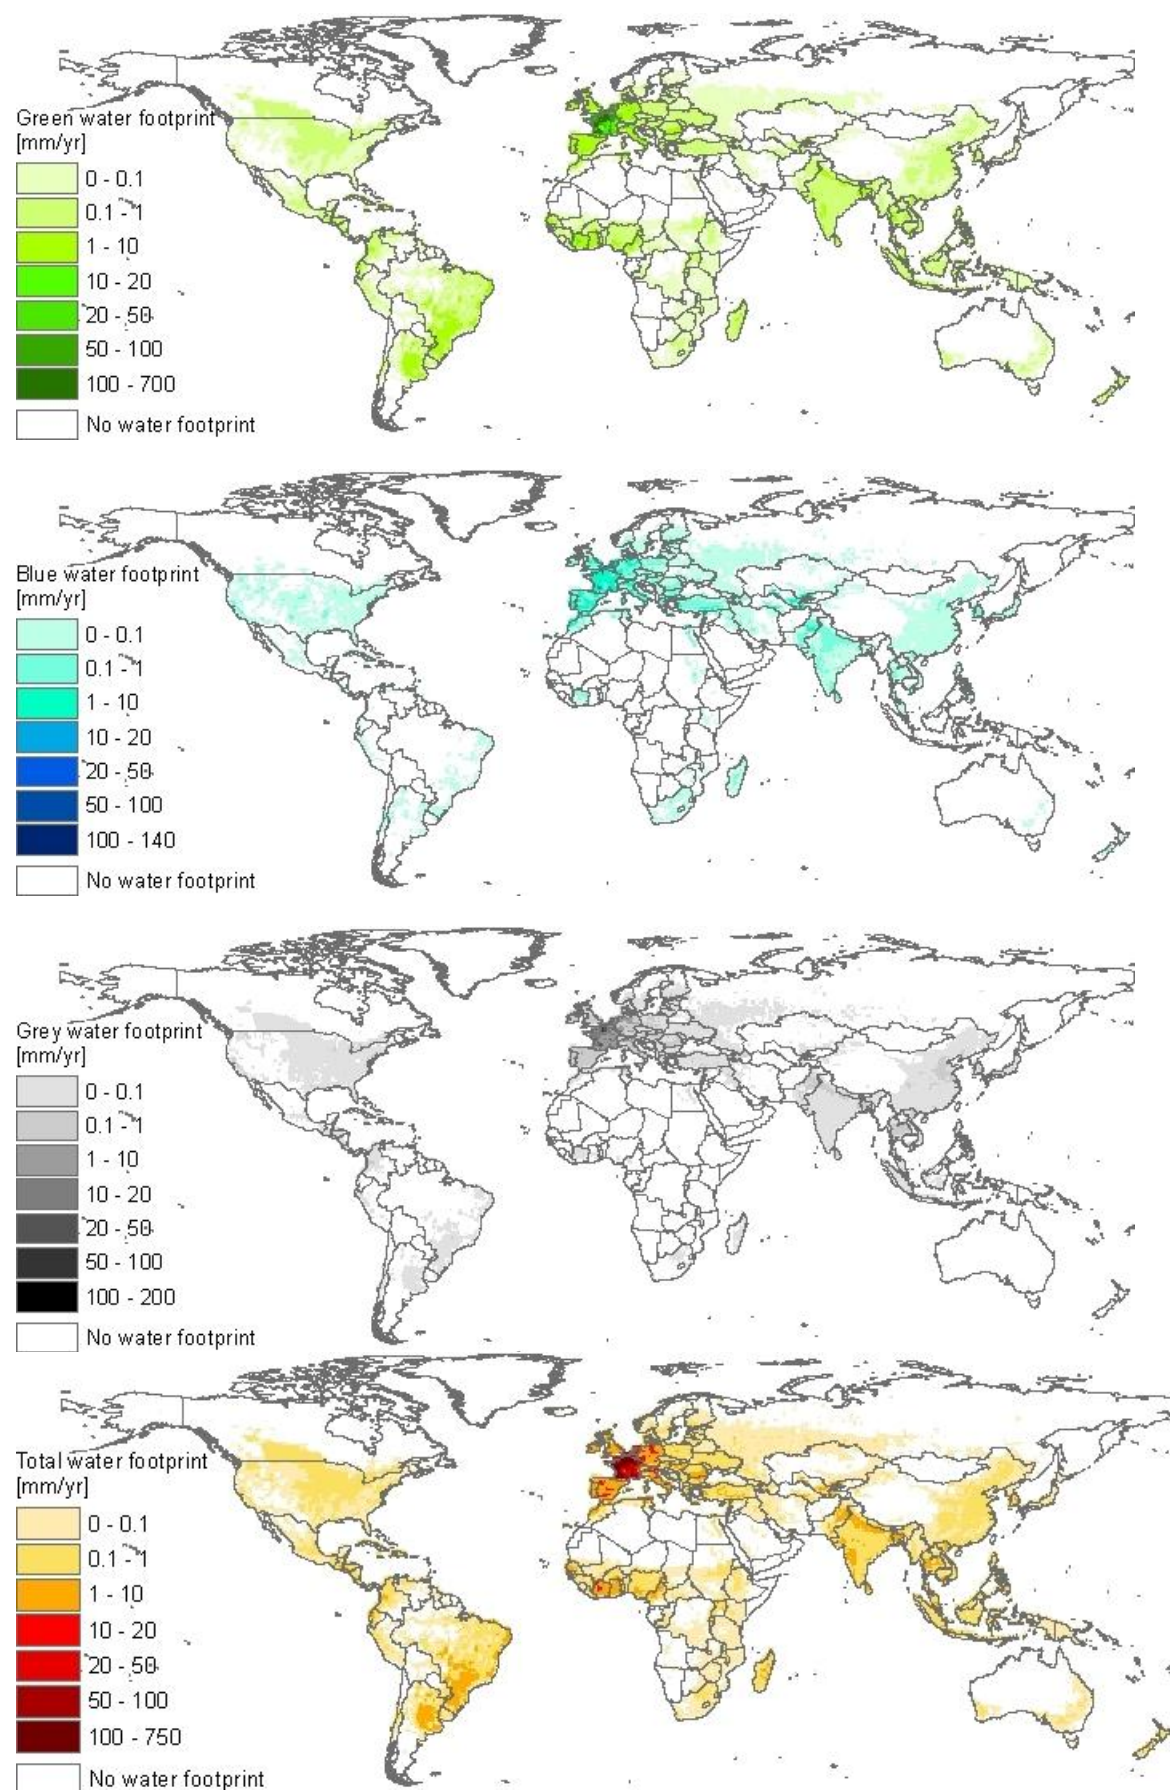 Green water footprint
[mm/yr]
0 - 0.1
0.1 - 1
1 - 10
10 - 20
20 - 50
50 - 100
100 - 700
No water footprint
Blue water footprint
[mm/yr]
0 - 0.1
0.1 - 1
1 - 10
10 - 20
20 - 50
50 - 100
100 - 140
No water footprint
Grey water footprint
[mm/yr]
0 - 0.1
0.1 - 1
1 - 10
10 - 20
20 - 50
50 - 100
100 - 200
No water footprint
Total water footprint
[mm/yr]
0 - 0.1
0.1 - 1
1 - 10
10 - 20
20 - 50
50 - 100
100 - 750
No water footprint